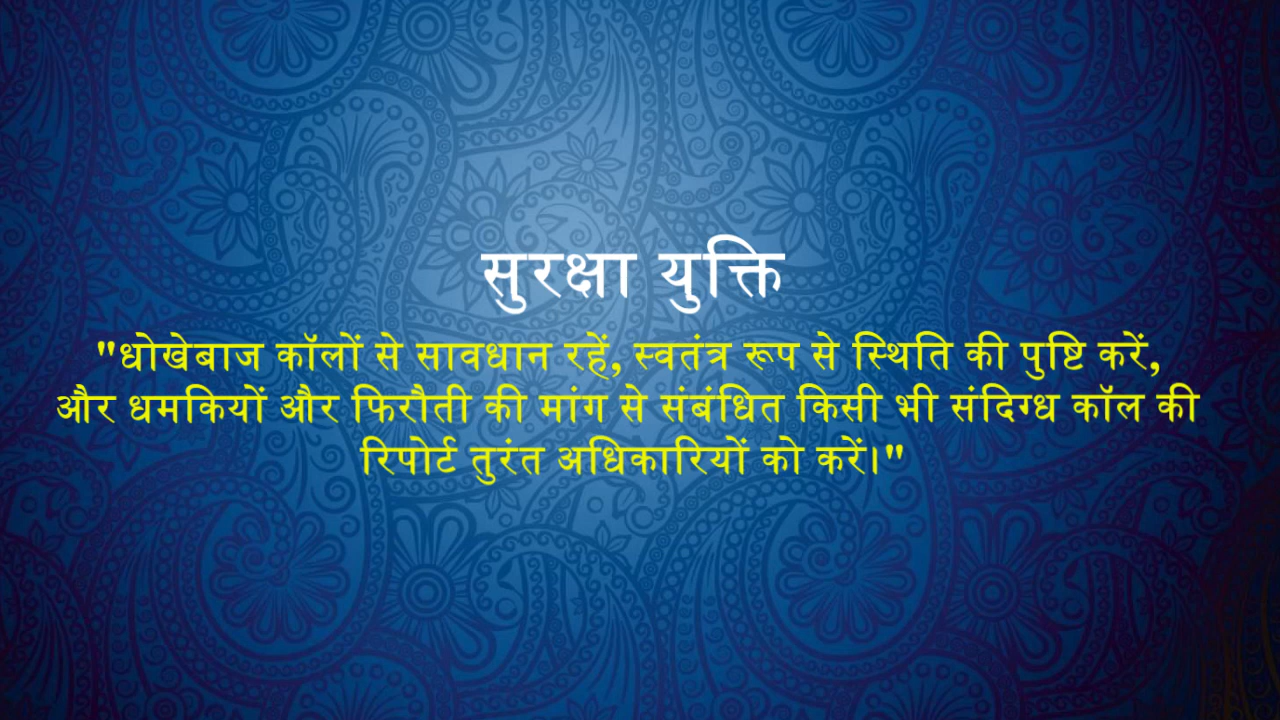 सुरक्षा युक्ति
"धोखेबाज कॉलों से सावधान रहें, स्वतंत्र रूप से स्थिति की पुष्टि करें,
और धमकियों और फिरौती की मांग से संबंधित किसी भी संदिग्ध कॉल की
रिपोर्ट तुरंत अधिकारियों को करें।"